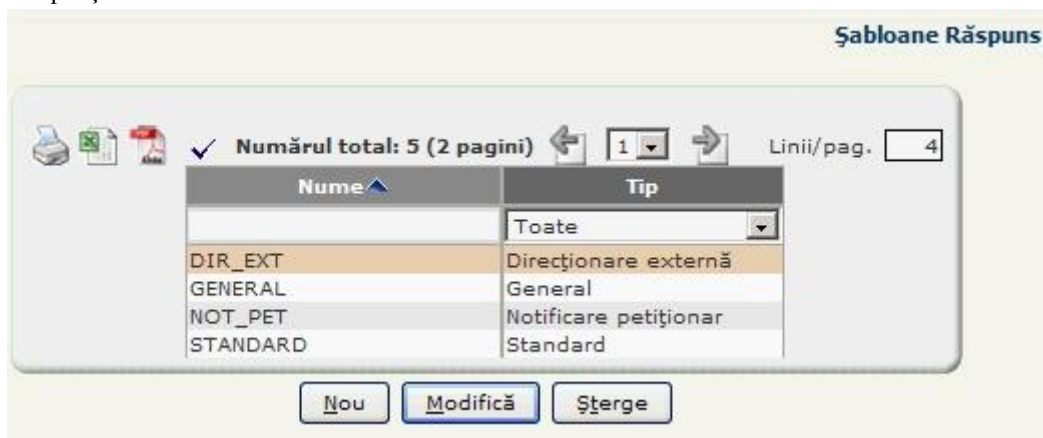 Şabloane Răspuns
Numărul total: 5 (2 pagini) 1 Linii/pag. 4
Nume Tip
Toate
DIR_EXT Direcţionare externă
GENERAL General
NOT_PET Notificare petiţionar
STANDARD Standard
Nou Modifică Şterge